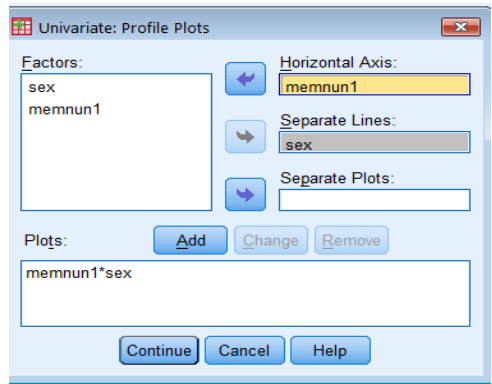 Univariate: Profile Plots
Factors:
sex
memnun1
Horizontal Axis:
memnun1
Separate Lines:
sex
Separate Plots:
Plots:
Add
Change
Remove
memnun1*sex
Continue
Cancel
Help